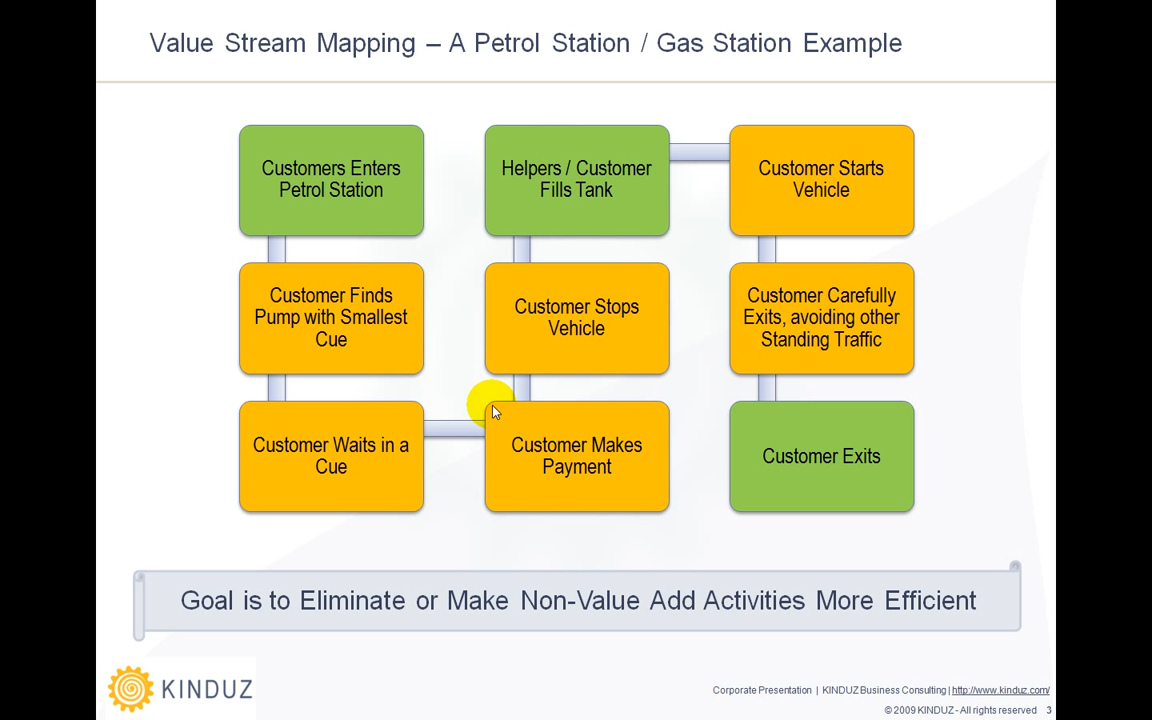 Value Stream Mapping – A Petrol Station / Gas Station Example
Customers Enters
Petrol Station
Customer Finds
Pump with Smallest
Cue
Customer Waits in a
Cue
Customer Makes
Payment
Customer Stops
Vehicle
Helpers / Customer
Fills Tank
Customer Starts
Vehicle
Customer Carefully
Exits, avoiding other
Standing Traffic
Customer Exits
Goal is to Eliminate or Make Non-Value Add Activities More Efficient
KINDUZ
Corporate Presentation | KINDUZ Business Consulting | http://www.kinduz.com/
© 2009 KINDUZ - All rights reserved 3